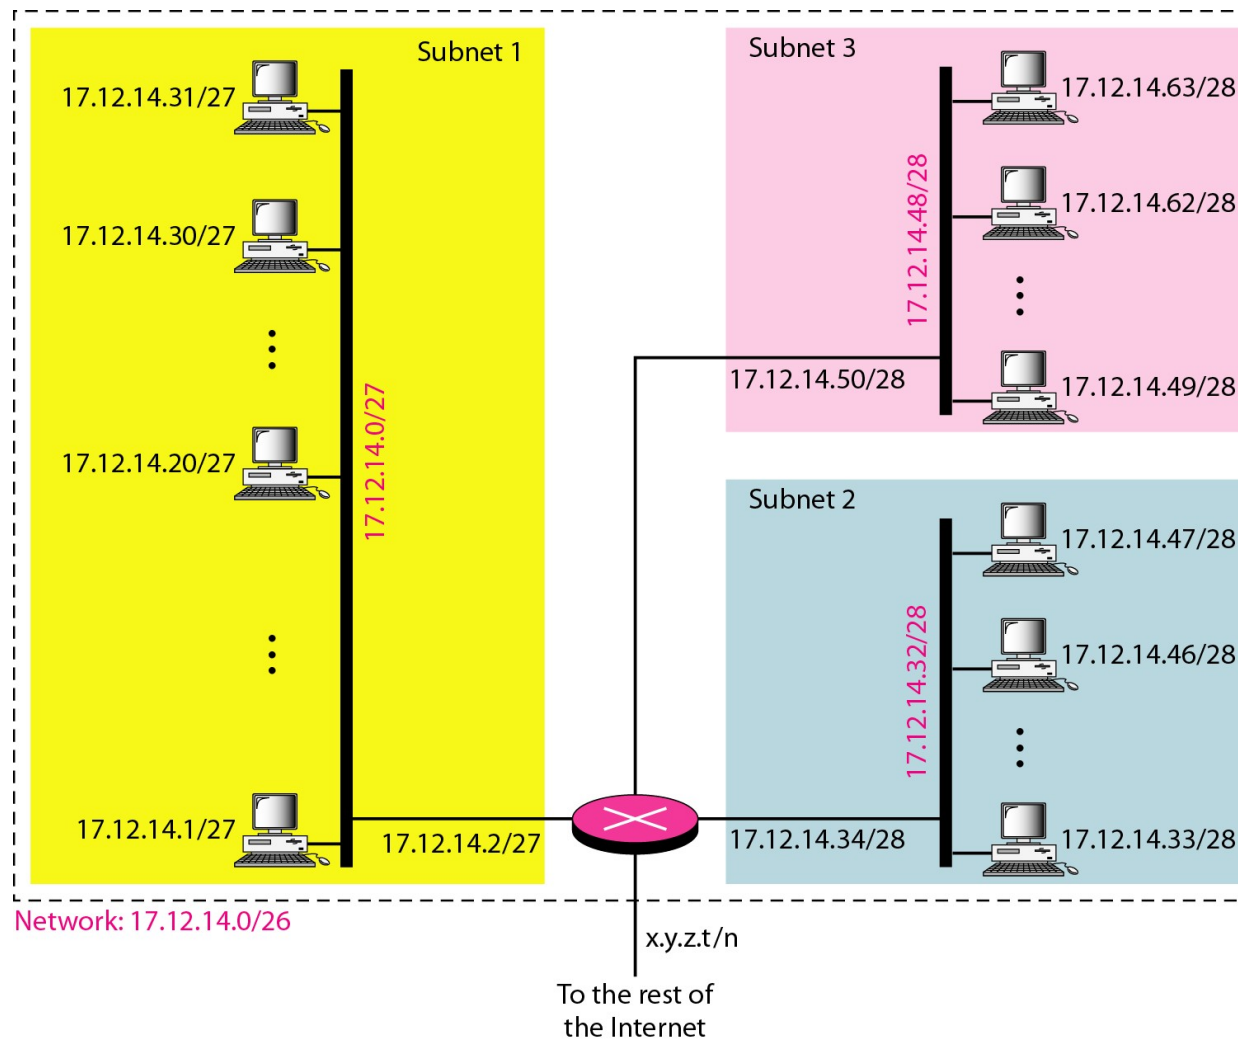 Subnet 1
17.12.14.31/27
17.12.14.30/27
17.12.14.20/27
17.12.14.0/27
17.12.14.1/27
17.12.14.2/27
Subnet 3
17.12.14.63/28
17.12.14.62/28
17.12.14.48/28
17.12.14.50/28
17.12.14.49/28
Subnet 2
17.12.14.47/28
17.12.14.46/28
17.12.14.32/28
17.12.14.34/28
17.12.14.33/28
Network: 17.12.14.0/26
x.y.z.t/n
To the rest of
the Internet